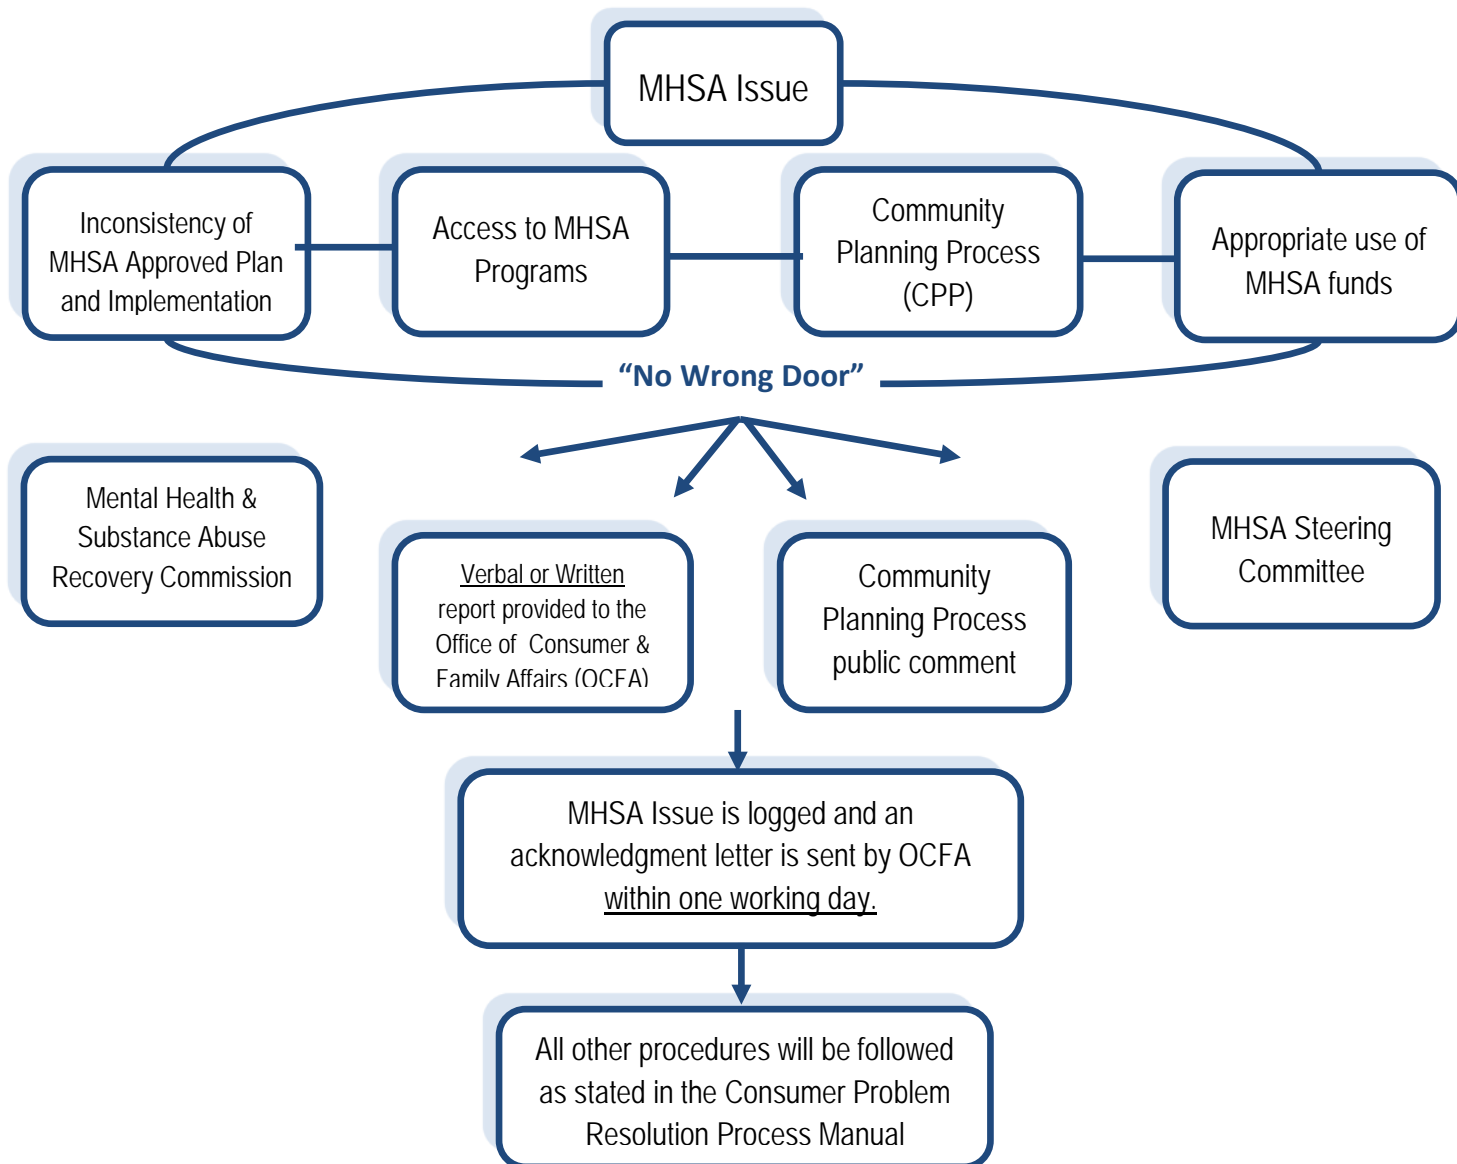 MHSA Issue
Inconsistency of
MHSA Approved Plan
and Implementation
Access to MHSA
Programs
Community
Planning Process
(CPP)
Appropriate use of
MHSA funds
“No Wrong Door”
Mental Health &
Substance Abuse
Recovery Commission
Verbal or Written
report provided to the
Office of Consumer &
Family Affairs (OCFA)
Community
Planning Process
public comment
MHSA Steering
Committee
MHSA Issue is logged and an
acknowledgment letter is sent by OCFA
within one working day.
All other procedures will be followed
as stated in the Consumer Problem
Resolution Process Manual